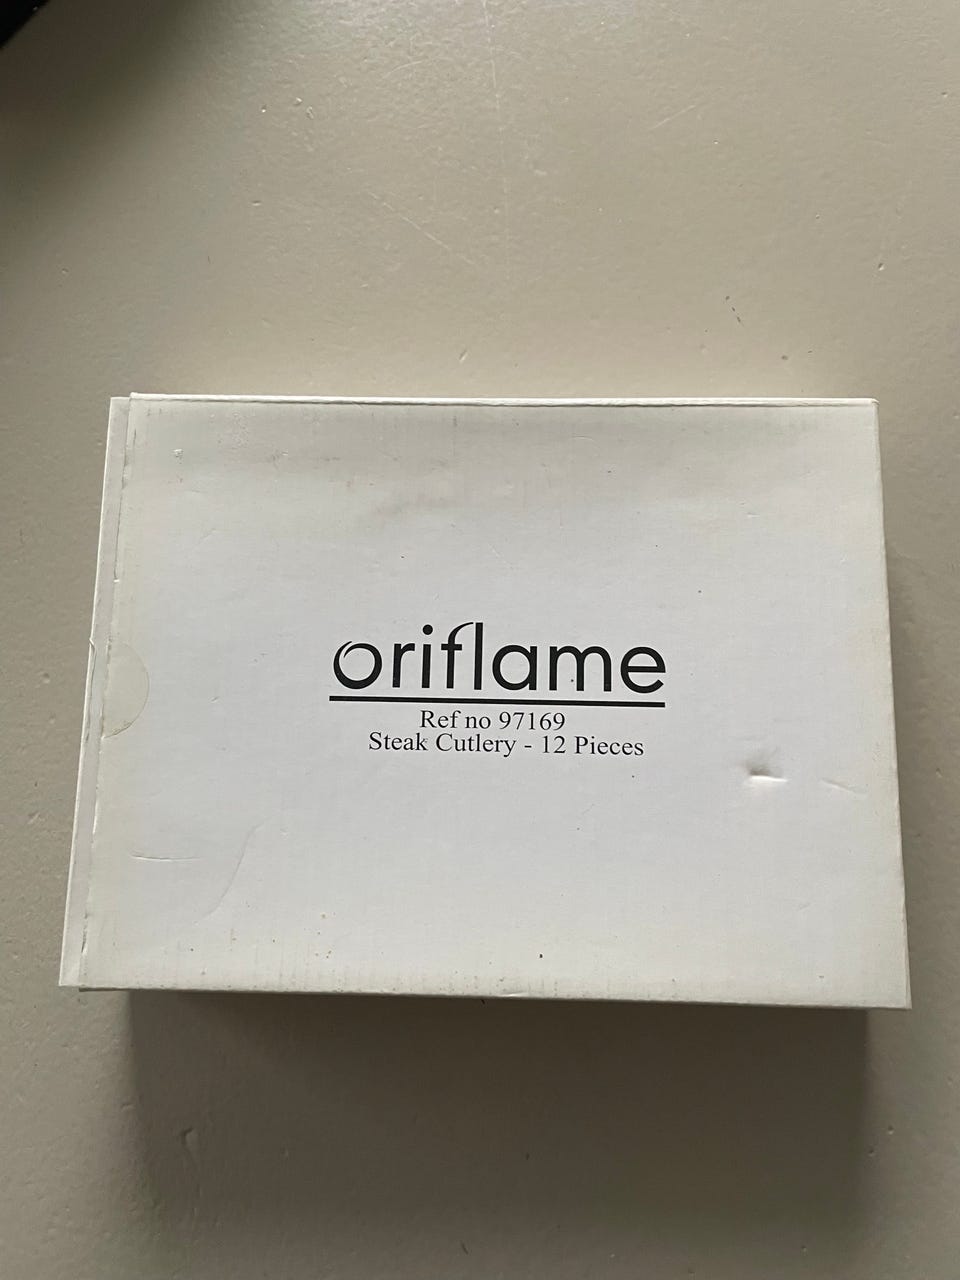 oriflame
Ref no 97169
Steak Cutlery - 12 Pieces